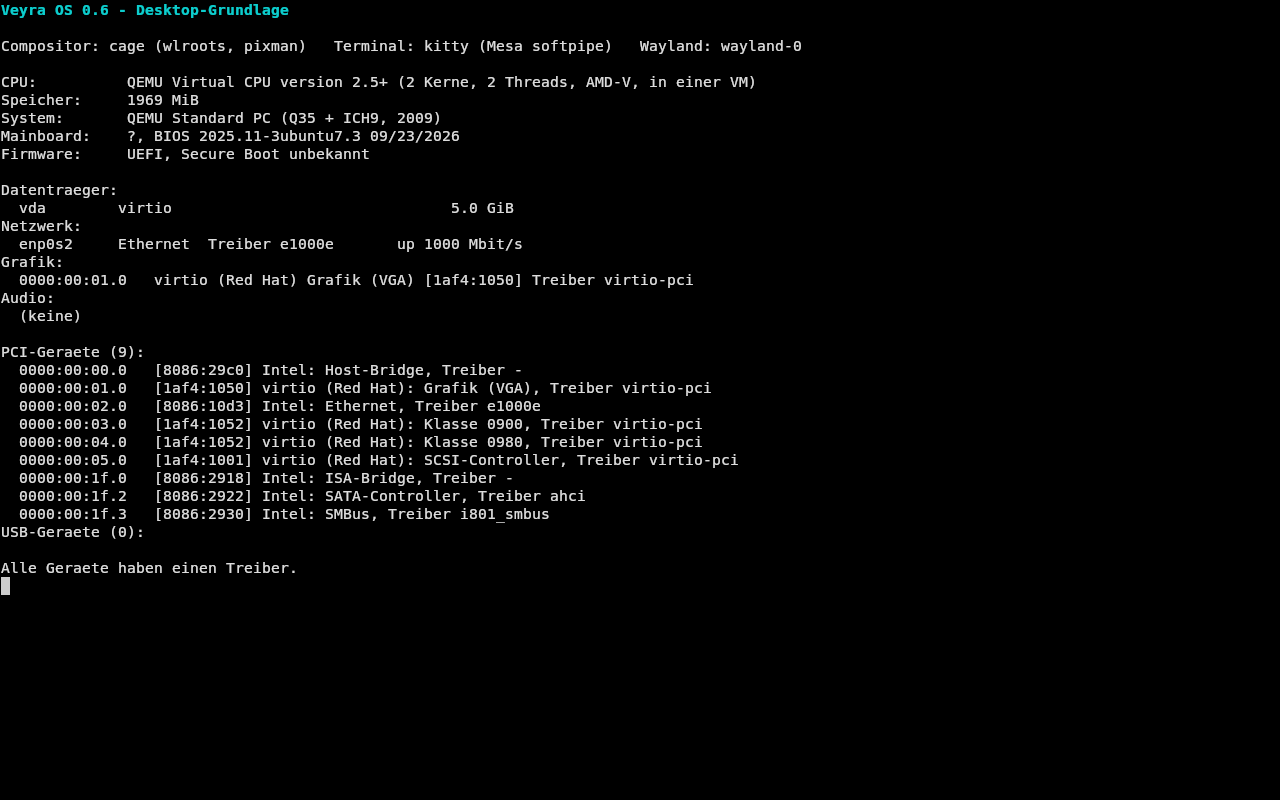 Veyra OS 0.6 - Desktop-Grundlage
Compositor: cage (wlroots, pixman)   Terminal: kitty (Mesa softpipe)   Wayland: wayland-0
CPU:          QEMU Virtual CPU version 2.5+ (2 Kerne, 2 Threads, AMD-V, in einer VM)
Speicher:     1969 MiB
System:       QEMU Standard PC (Q35 + ICH9, 2009)
Mainboard:    ?, BIOS 2025.11-3ubuntu7.3 09/23/2026
Firmware:     UEFI, Secure Boot unbekannt
Datentraeger:
  vda        virtio                               5.0 GiB
Netzwerk:
  enp0s2     Ethernet  Treiber e1000e       up 1000 Mbit/s
Grafik:
  0000:00:01.0   virtio (Red Hat) Grafik (VGA) [1af4:1050] Treiber virtio-pci
Audio:
  (keine)
PCI-Geraete (9):
  0000:00:00.0   [8086:29c0] Intel: Host-Bridge, Treiber -
  0000:00:01.0   [1af4:1050] virtio (Red Hat): Grafik (VGA), Treiber virtio-pci
  0000:00:02.0   [8086:10d3] Intel: Ethernet, Treiber e1000e
  0000:00:03.0   [1af4:1052] virtio (Red Hat): Klasse 0900, Treiber virtio-pci
  0000:00:04.0   [1af4:1052] virtio (Red Hat): Klasse 0980, Treiber virtio-pci
  0000:00:05.0   [1af4:1001] virtio (Red Hat): SCSI-Controller, Treiber virtio-pci
  0000:00:1f.0   [8086:2918] Intel: ISA-Bridge, Treiber -
  0000:00:1f.2   [8086:2922] Intel: SATA-Controller, Treiber ahci
  0000:00:1f.3   [8086:2930] Intel: SMBus, Treiber i801_smbus
USB-Geraete (0):
Alle Geraete haben einen Treiber.